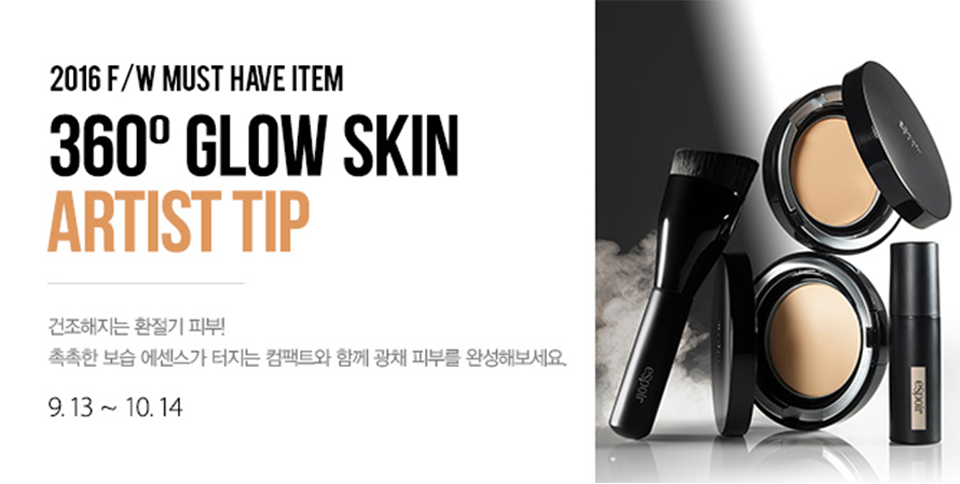 2016 F/W MUST HAVE ITEM
360º GLOW SKIN
ARTIST TIP
건조해지는 환절기 피부!
촉촉한 보습 에센스가 터지는 컴팩트와 함께 광채 피부를 완성해보세요.
9.13 ~ 10.14
espoir
espoir